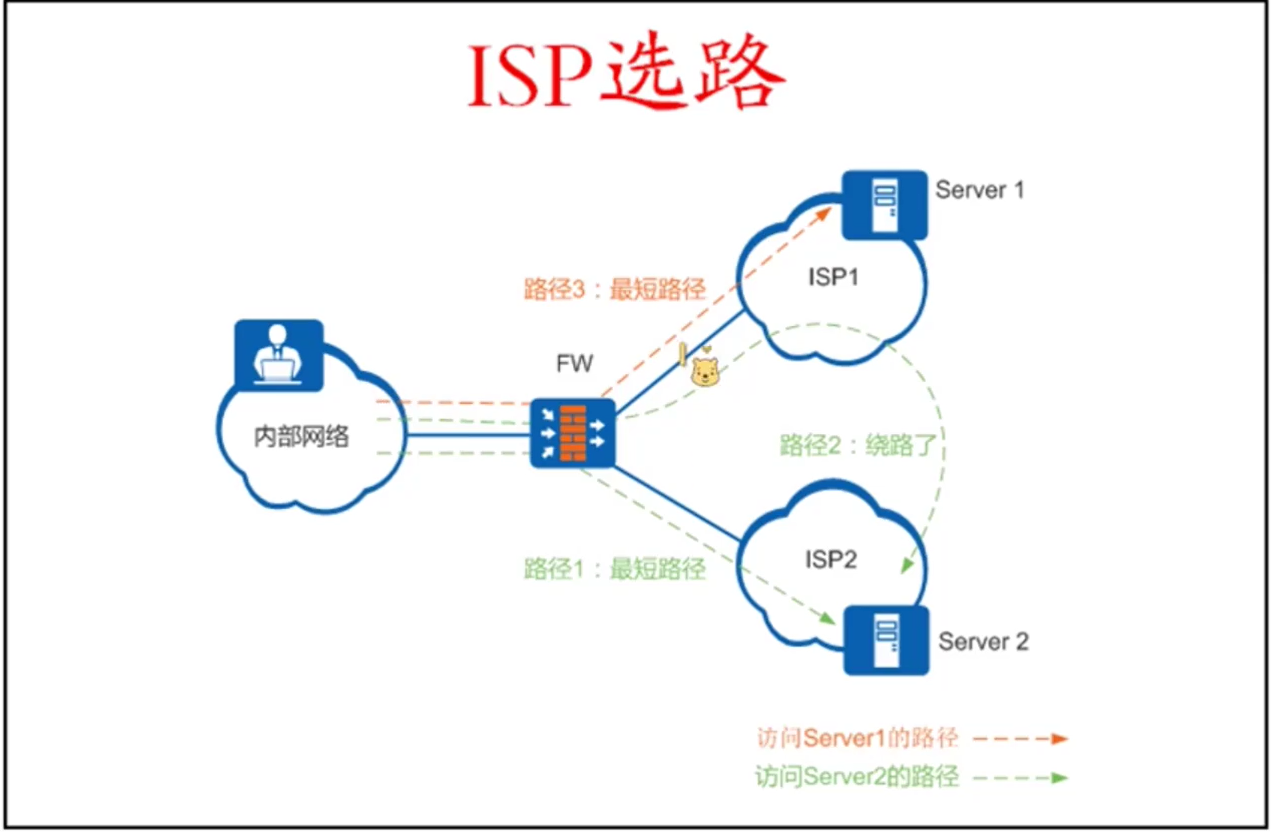 ISP选路
Server 1
ISP1
路径3：最短路径
FW
内部网络
路径2：绕路了
ISP2
路径1：最短路径
Server 2
访问Server1的路径
访问Server2的路径